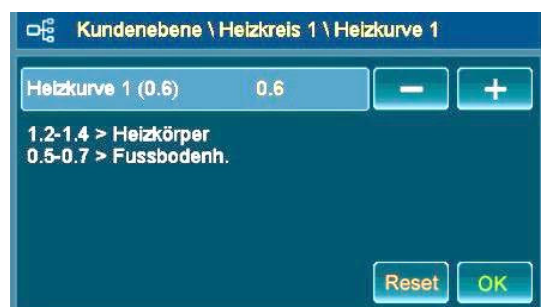 Kundenebene \ Heizkreis 1 \ Heizkurve 1
Heizkurve 1 (0.6) 0.6 − +
1.2-1.4 > Heizkörper
0.5-0.7 > Fussbodenh.
Reset OK